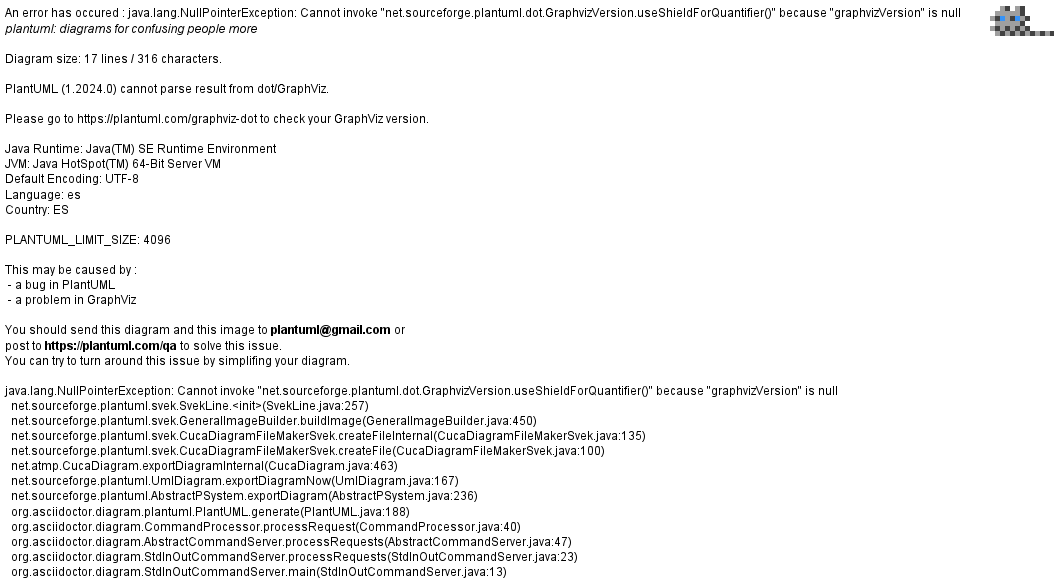 An error has occured : java.lang.NullPointerException: Cannot invoke "net.sourceforge.plantuml.dot.GraphvizVersion.useShieldForQuantifier()" because "graphvizVersion" is null
plantuml: diagrams for confusing people more
Diagram size: 17 lines / 316 characters.
PlantUML (1.2024.0) cannot parse result from dot/GraphViz.
Please go to https://plantuml.com/graphviz-dot to check your GraphViz version.
Java Runtime: Java(TM) SE Runtime Environment
JVM: Java HotSpot(TM) 64-Bit Server VM
Default Encoding: UTF-8
Language: es
Country: ES
PLANTUML_LIMIT_SIZE: 4096
This may be caused by :
- a bug in PlantUML
- a problem in GraphViz
You should send this diagram and this image to plantuml@gmail.com or
post to https://plantuml.com/qa to solve this issue.
You can try to turn around this issue by simplifing your diagram.
java.lang.NullPointerException: Cannot invoke "net.sourceforge.plantuml.dot.GraphvizVersion.useShieldForQuantifier()" because "graphvizVersion" is null
net.sourceforge.plantuml.svek.SvekLine.<init>(SvekLine.java:257)
net.sourceforge.plantuml.svek.GeneralImageBuilder.buildImage(GeneralImageBuilder.java:450)
net.sourceforge.plantuml.svek.CucaDiagramFileMakerSvek.createFileInternal(CucaDiagramFileMakerSvek.java:135)
net.sourceforge.plantuml.svek.CucaDiagramFileMakerSvek.createFile(CucaDiagramFileMakerSvek.java:100)
net.atmp.CucaDiagram.exportDiagramInternal(CucaDiagram.java:463)
net.sourceforge.plantuml.UmlDiagram.exportDiagramNow(UmlDiagram.java:167)
net.sourceforge.plantuml.AbstractPSystem.exportDiagram(AbstractPSystem.java:236)
org.asciidoctor.diagram.plantuml.PlantUML.generate(PlantUML.java:188)
org.asciidoctor.diagram.CommandProcessor.processRequest(CommandProcessor.java:40)
org.asciidoctor.diagram.AbstractCommandServer.processRequests(AbstractCommandServer.java:47)
org.asciidoctor.diagram.StdInOutCommandServer.processRequests(StdInOutCommandServer.java:23)
org.asciidoctor.diagram.StdInOutCommandServer.main(StdInOutCommandServer.java:13)